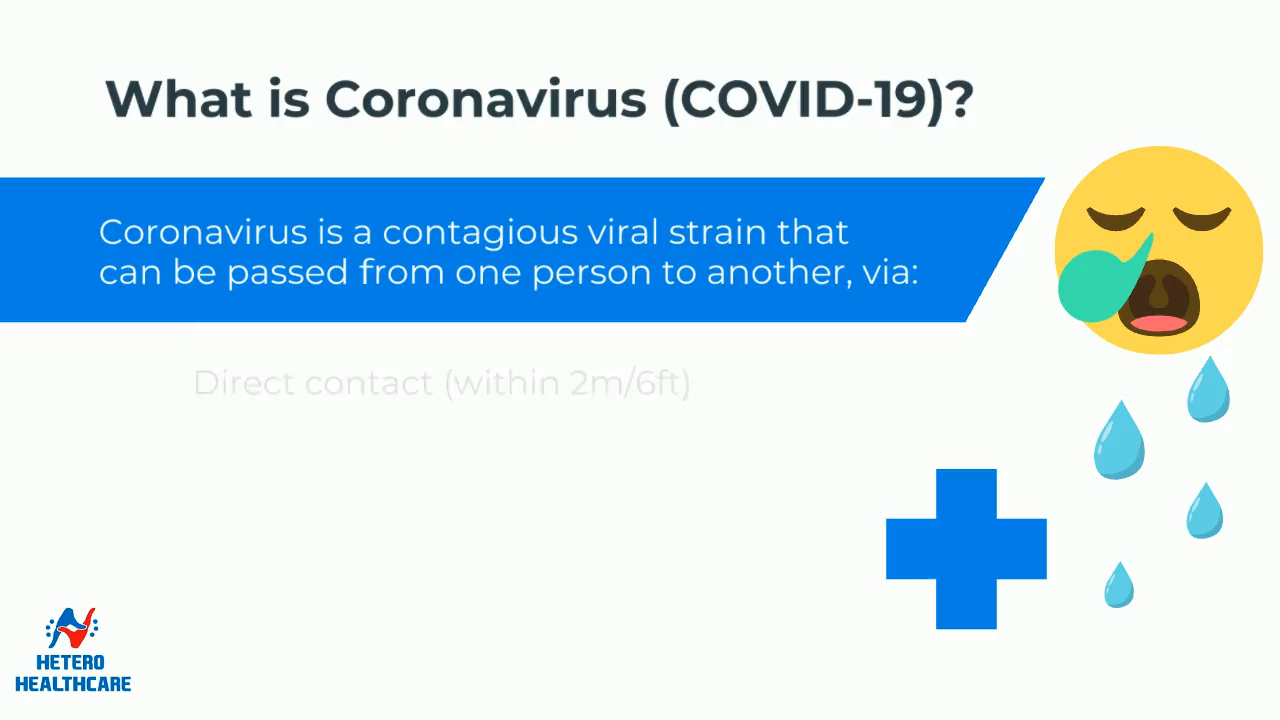 What is Coronavirus (COVID-19)?
Coronavirus is a contagious viral strain that
can be passed from one person to another, via:
Direct contact (within 2m/6ft)
HETERO
HEALTHCARE